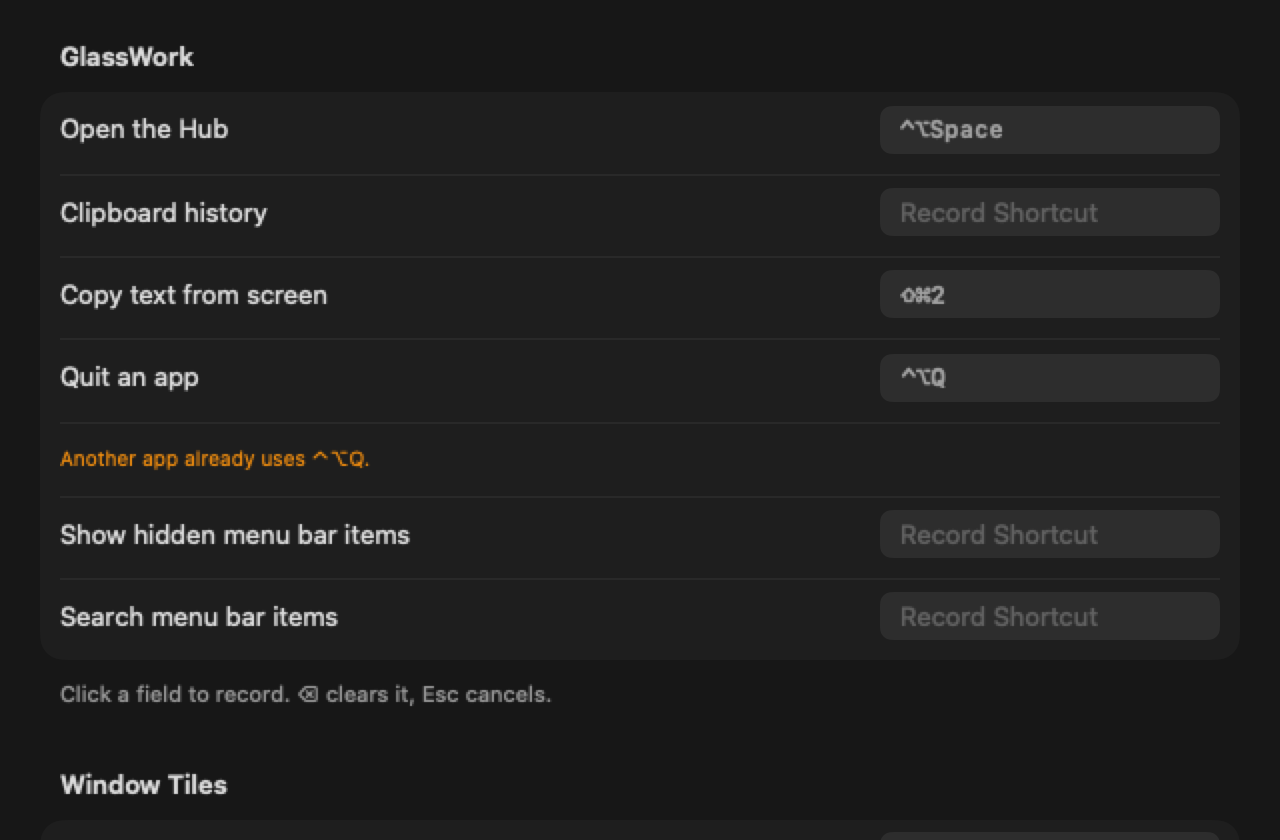 GlassWork
Open the Hub
⌃⌥Space
Clipboard history
Record Shortcut
Copy text from screen
⇧⌘2
Quit an app
⌃⌥Q
Another app already uses ⌃⌥Q.
Show hidden menu bar items
Record Shortcut
Search menu bar items
Record Shortcut
Click a field to record. ⌫ clears it, Esc cancels.
Window Tiles